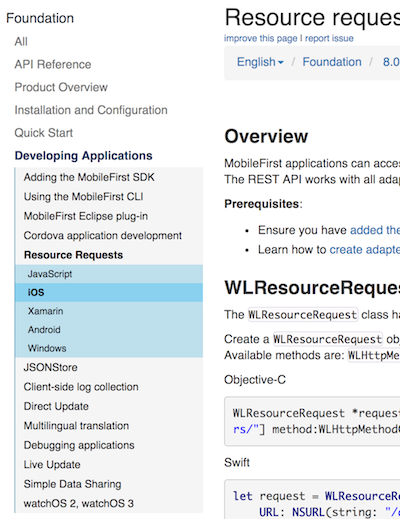 Foundation
All
API Reference
Product Overview
Installation and Configuration
Quick Start
Developing Applications
Adding the MobileFirst SDK
Using the MobileFirst CLI
MobileFirst Eclipse plug-in
Cordova application development
Resource Requests
JavaScript
iOS
Xamarin
Android
Windows
JSONStore
Client-side log collection
Direct Update
Multilingual translation
Debugging applications
Live Update
Simple Data Sharing
watchOS 2, watchOS 3
Resource reques
improve this page | report issue
English / Foundation / 8.0
Overview
MobileFirst applications can acce
The REST API works with all ada
Prerequisites:
• Ensure you have added the
• Learn how to create adapte
WLResourceReques
The WLResourceRequest class ha
Create a WLResourceRequest ob
Available methods are: WLHttpMe
Objective-C
WLResourceRequest *request
rs/"] method:WLHttpMethodG
Swift
let request = WLResourceRe
URL: NSURL(string: "/a